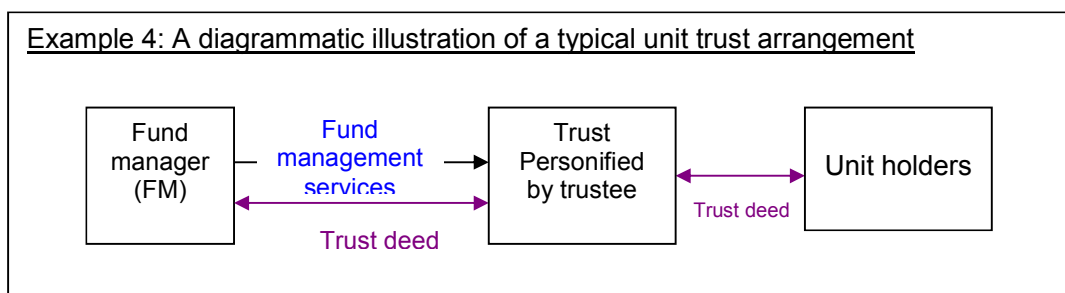 Example 4: A diagrammatic illustration of a typical unit trust arrangement
Fund
manager
(FM)
Fund
management
services
Trust deed
Trust
Personified
by trustee
Trust deed
Unit holders